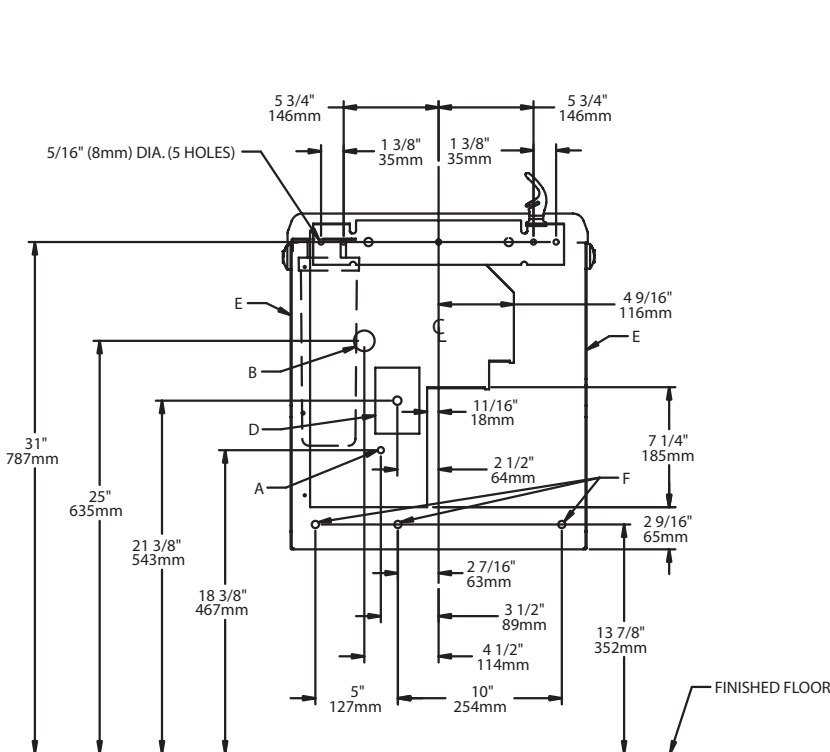 5 3/4"
146mm
5 3/4"
146mm
5/16" (8mm) DIA. (5 HOLES)
1 3/8"
35mm
1 3/8"
35mm
E
4 9/16"
116mm
C
L
E
B
D
11/16"
18mm
31"
787mm
7 1/4"
185mm
2 1/2"
64mm
F
A
25"
635mm
2 9/16"
65mm
21 3/8"
543mm
2 7/16"
63mm
18 3/8"
467mm
3 1/2"
89mm
13 7/8"
352mm
4 1/2"
114mm
5"
127mm
10"
254mm
FINISHED FLOOR